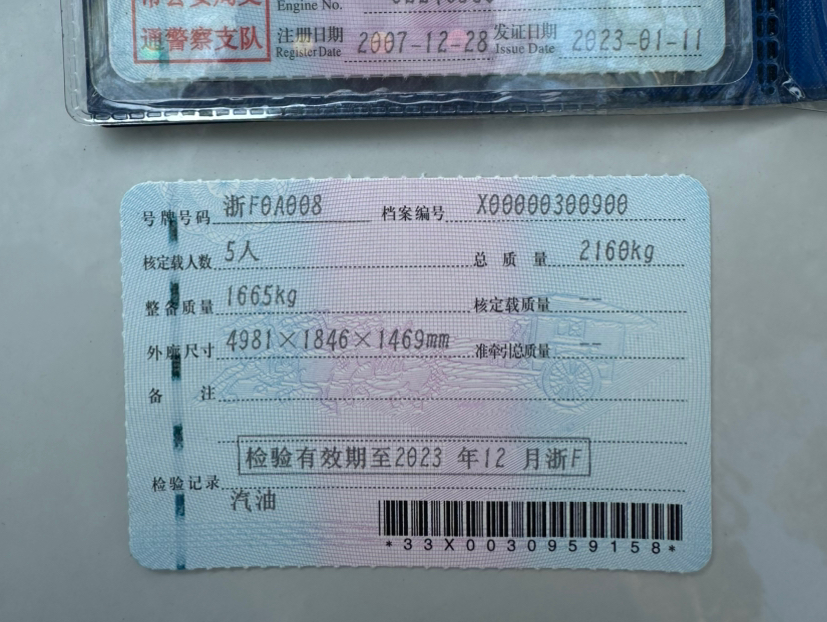 Engine No.
通警察支队
注册日期 2007-12-28 发证日期 2023-01-11
Register Date Issue Date
号牌号码 浙F0A008 档案编号 X00000300900
核定载人数 5人 总质量 2160kg
整备质量 1665kg 核定载质量 --
外廓尺寸 4981×1846×1469mm 准牵引总质量 --
备注
检验有效期至2023 年12 月浙F
检验记录
汽油
*33X0030959158*